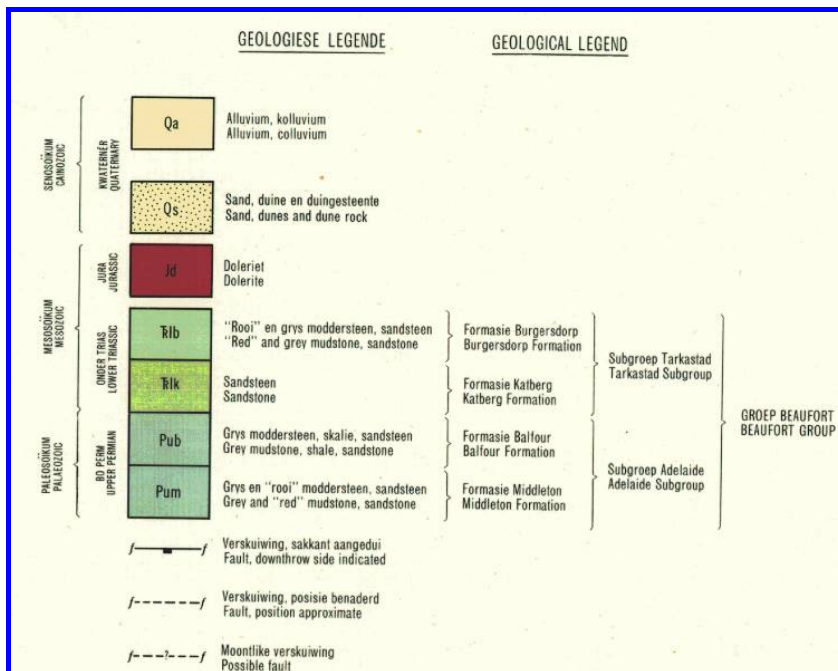 GEOLOGIESE LEGENDE
GEOLOGICAL LEGEND
SENOSOÏKUM
CAINOZOIC
KWATERNÊR
QUATERNARY
Qa
Alluvium, kolluvium
Alluvium, colluvium
Qs
Sand, duine en duingesteente
Sand, dunes and dune rock
MESOSOÏKUM
MESOZOIC
JURA
JURASSIC
Jd
Doleriet
Dolerite
ONDER TRIAS
LOWER TRIASSIC
Tƙlb
"Rooi" en grys moddersteen, sandsteen
"Red" and grey mudstone, sandstone
Formasie Burgersdorp
Burgersdorp Formation
Subgroep Tarkastad
Tarkastad Subgroup
Tƙlk
Sandsteen
Sandstone
Formasie Katberg
Katberg Formation
GROEP BEAUFORT
BEAUFORT GROUP
PALEOSOÏKUM
PALAEOZOIC
BO PERM
UPPER PERMIAN
Pub
Grys moddersteen, skalie, sandsteen
Grey mudstone, shale, sandstone
Formasie Balfour
Balfour Formation
Subgroep Adelaide
Adelaide Subgroup
Pum
Grys en "rooi" moddersteen, sandsteen
Grey and "red" mudstone, sandstone
Formasie Middleton
Middleton Formation
f f
Verskuiwing, sakkant aangedui
Fault, downthrow side indicated
f f
Verskuiwing, posisie benaderd
Fault, position approximate
f ? f
Moontlike verskuiwing
Possible fault